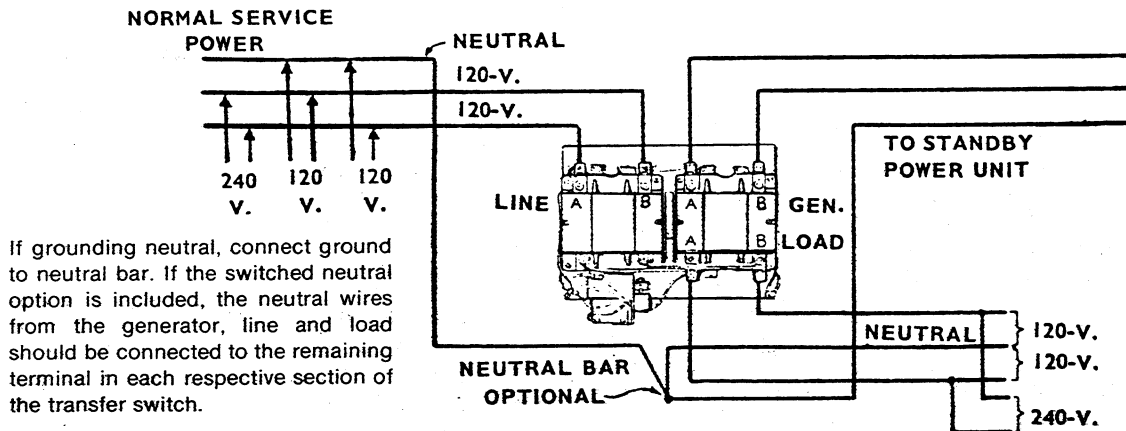 NORMAL SERVICE
POWER
NEUTRAL
120-V.
120-V.
240
V.
120
V.
120
V.
TO STANDBY
POWER UNIT
LINE
A
B
A
B
GEN.
A
B
LOAD
If grounding neutral, connect ground
to neutral bar. If the switched neutral
option is included, the neutral wires
from the generator, line and load
should be connected to the remaining
terminal in each respective section of
the transfer switch.
NEUTRAL
120-V.
120-V.
240-V.
NEUTRAL BAR
OPTIONAL